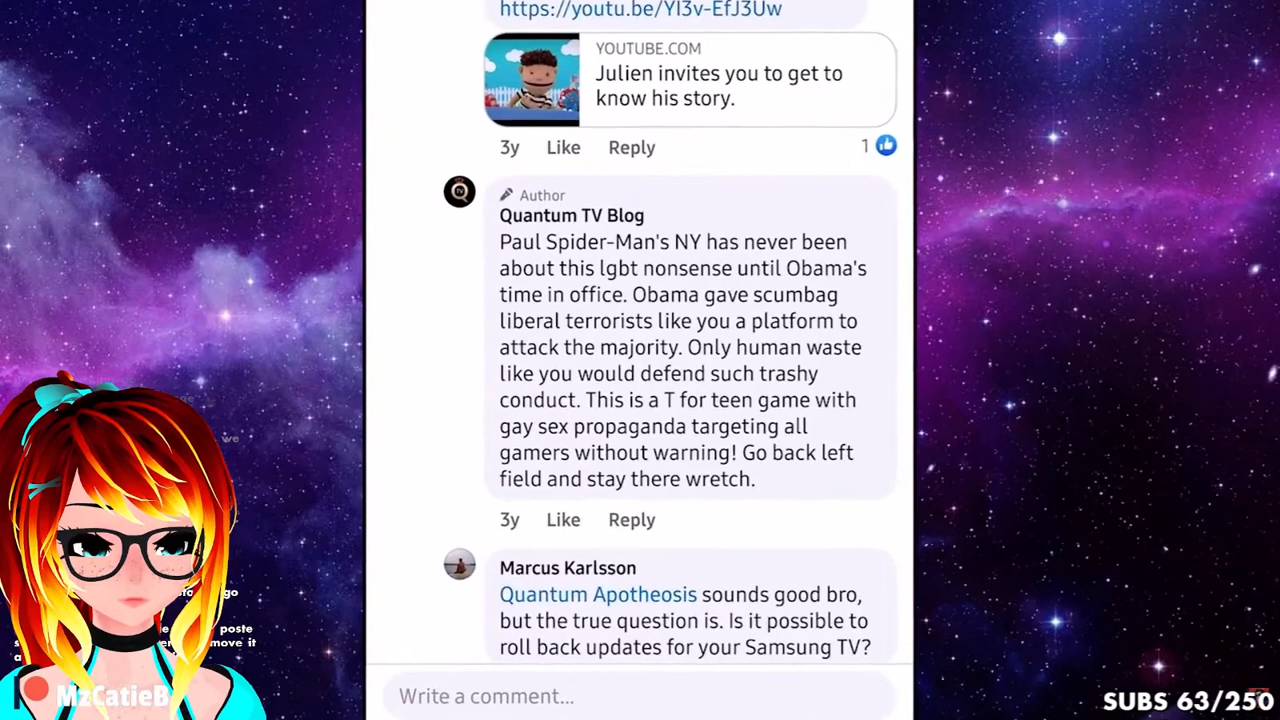 https://youtu.be/YI3v-EfJ3Uw
YOUTUBE.COM
Julien invites you to get to
know his story.
3y Like Reply 1
Author
Quantum TV Blog
Paul Spider-Man's NY has never been
about this lgbt nonsense until Obama's
time in office. Obama gave scumbag
liberal terrorists like you a platform to
attack the majority. Only human waste
like you would defend such trashy
conduct. This is a T for teen game with
gay sex propaganda targeting all
gamers without warning! Go back left
field and stay there wretch.
3y Like Reply
Marcus Karlsson
Quantum Apotheosis sounds good bro,
but the true question is. Is it possible to
roll back updates for your Samsung TV?
Write a comment...
MzCatieB
SUBS 63/250